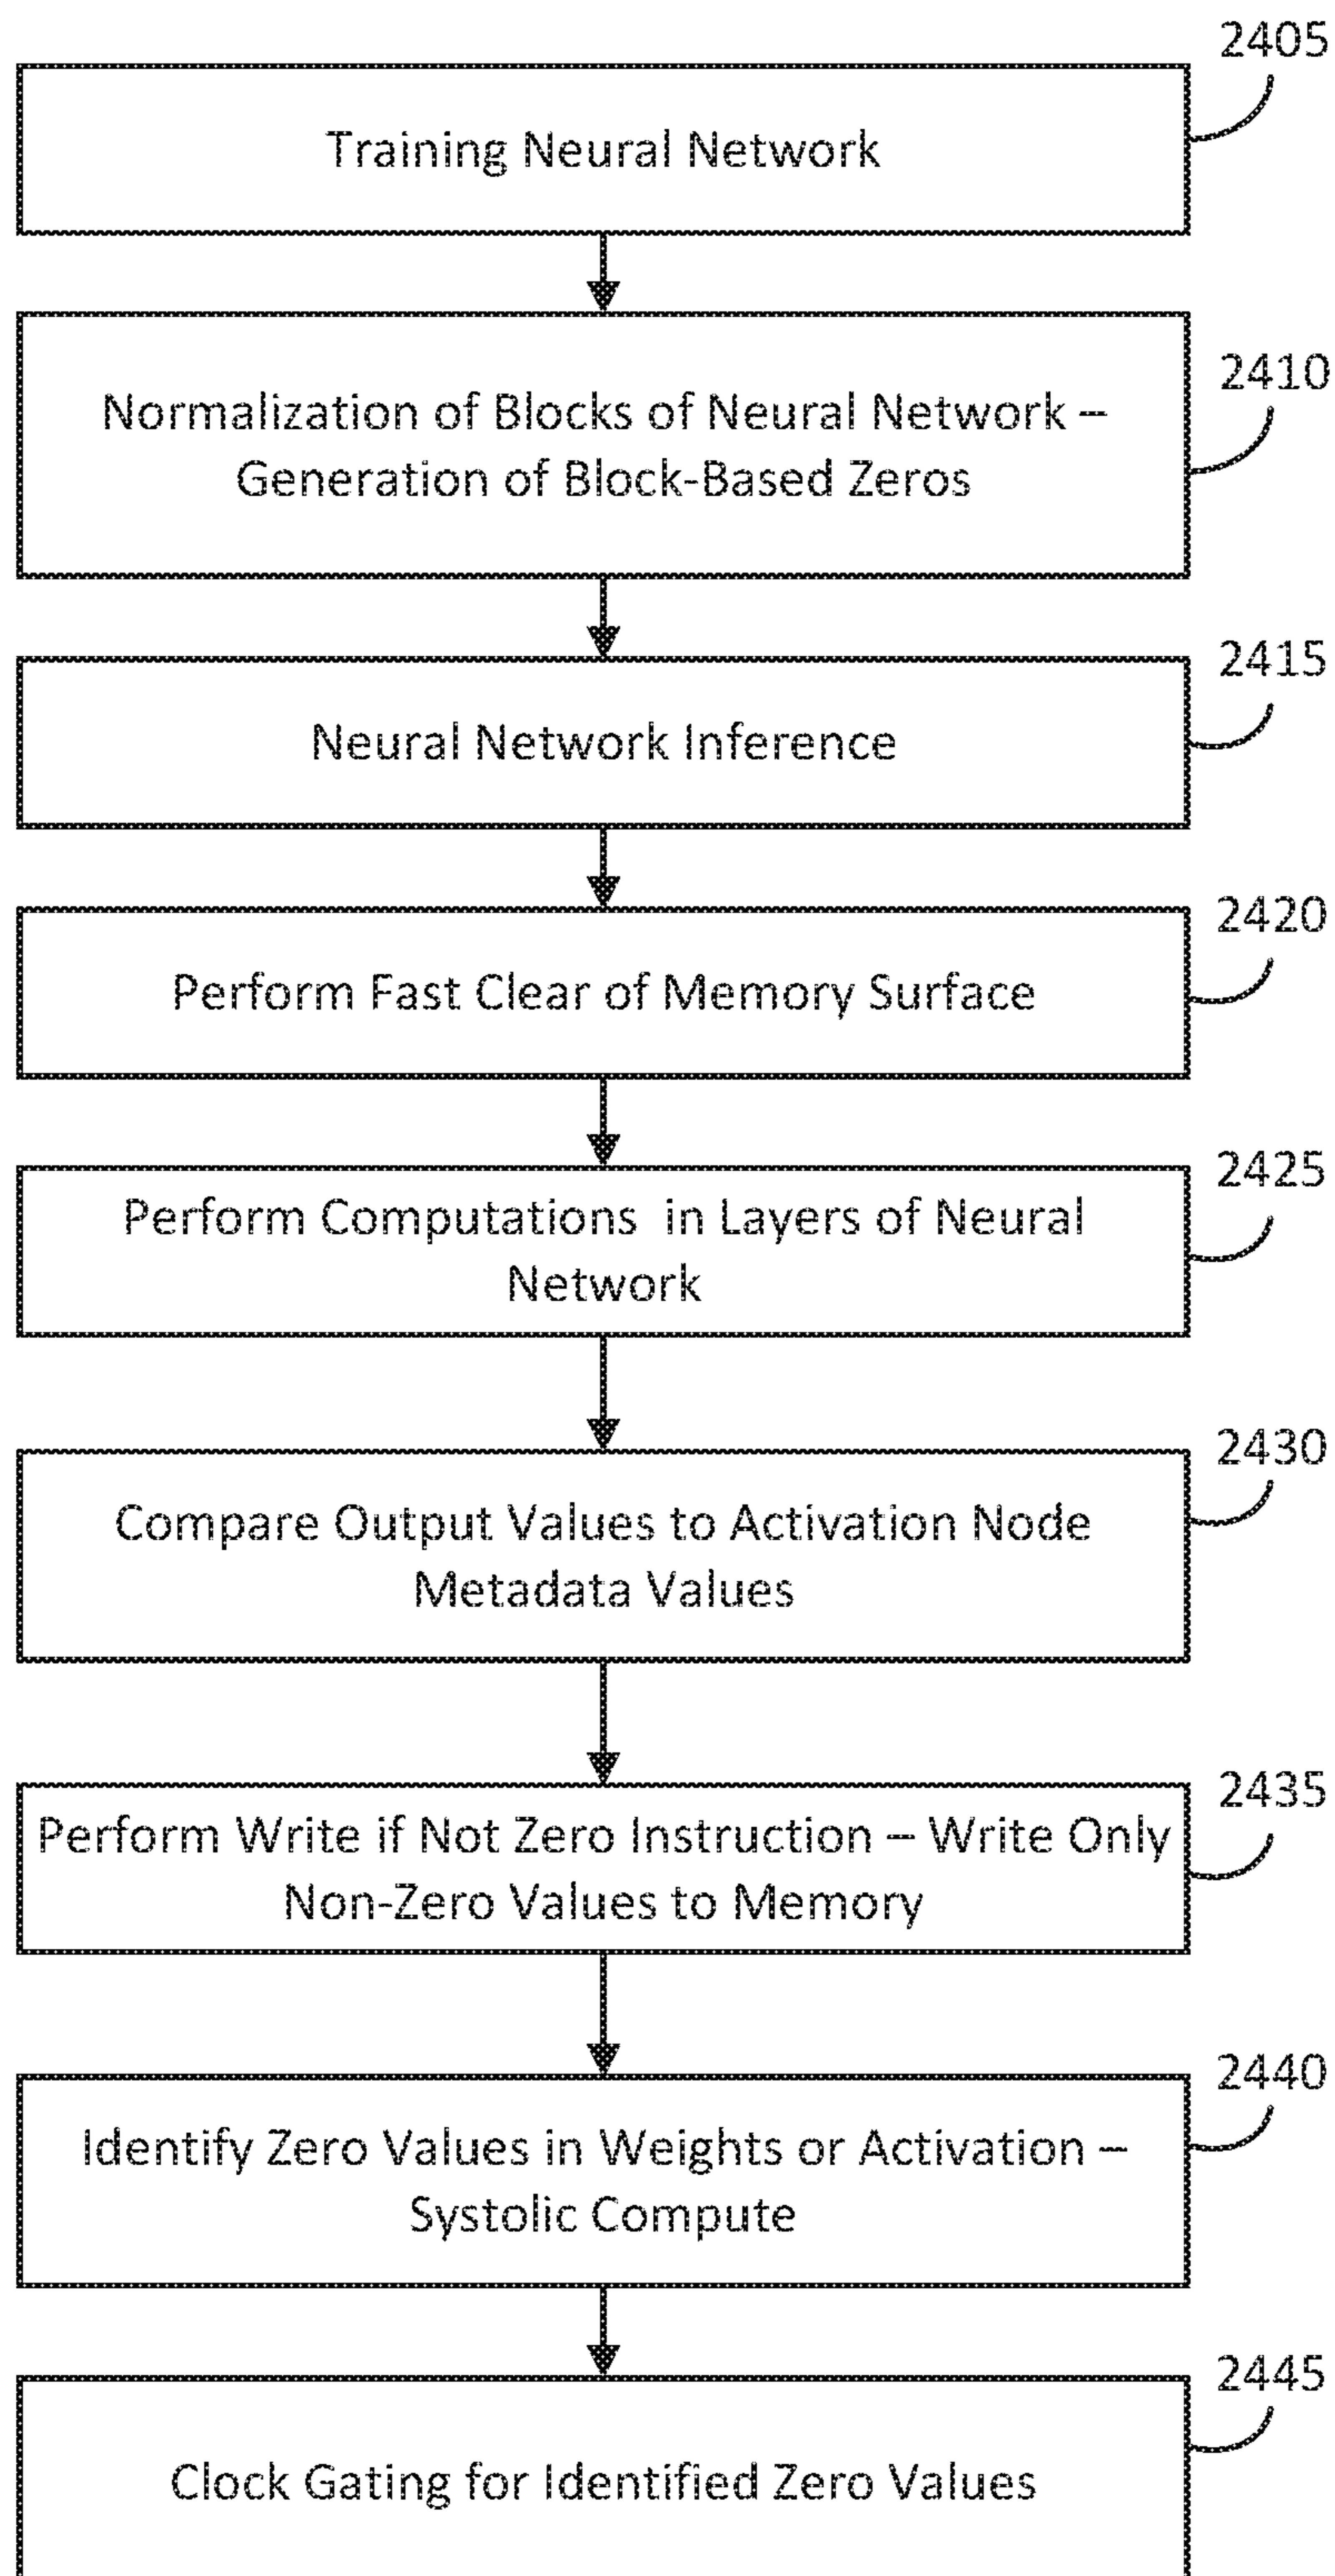 2405
Training Neural Network
2410
Normalization of Blocks of Neural Network –
Generation of Block-Based Zeros
2415
Neural Network Inference
2420
Perform Fast Clear of Memory Surface
2425
Perform Computations in Layers of Neural
Network
2430
Compare Output Values to Activation Node
Metadata Values
2435
Perform Write if Not Zero Instruction – Write Only
Non-Zero Values to Memory
2440
Identify Zero Values in Weights or Activation –
Systolic Compute
2445
Clock Gating for Identified Zero Values